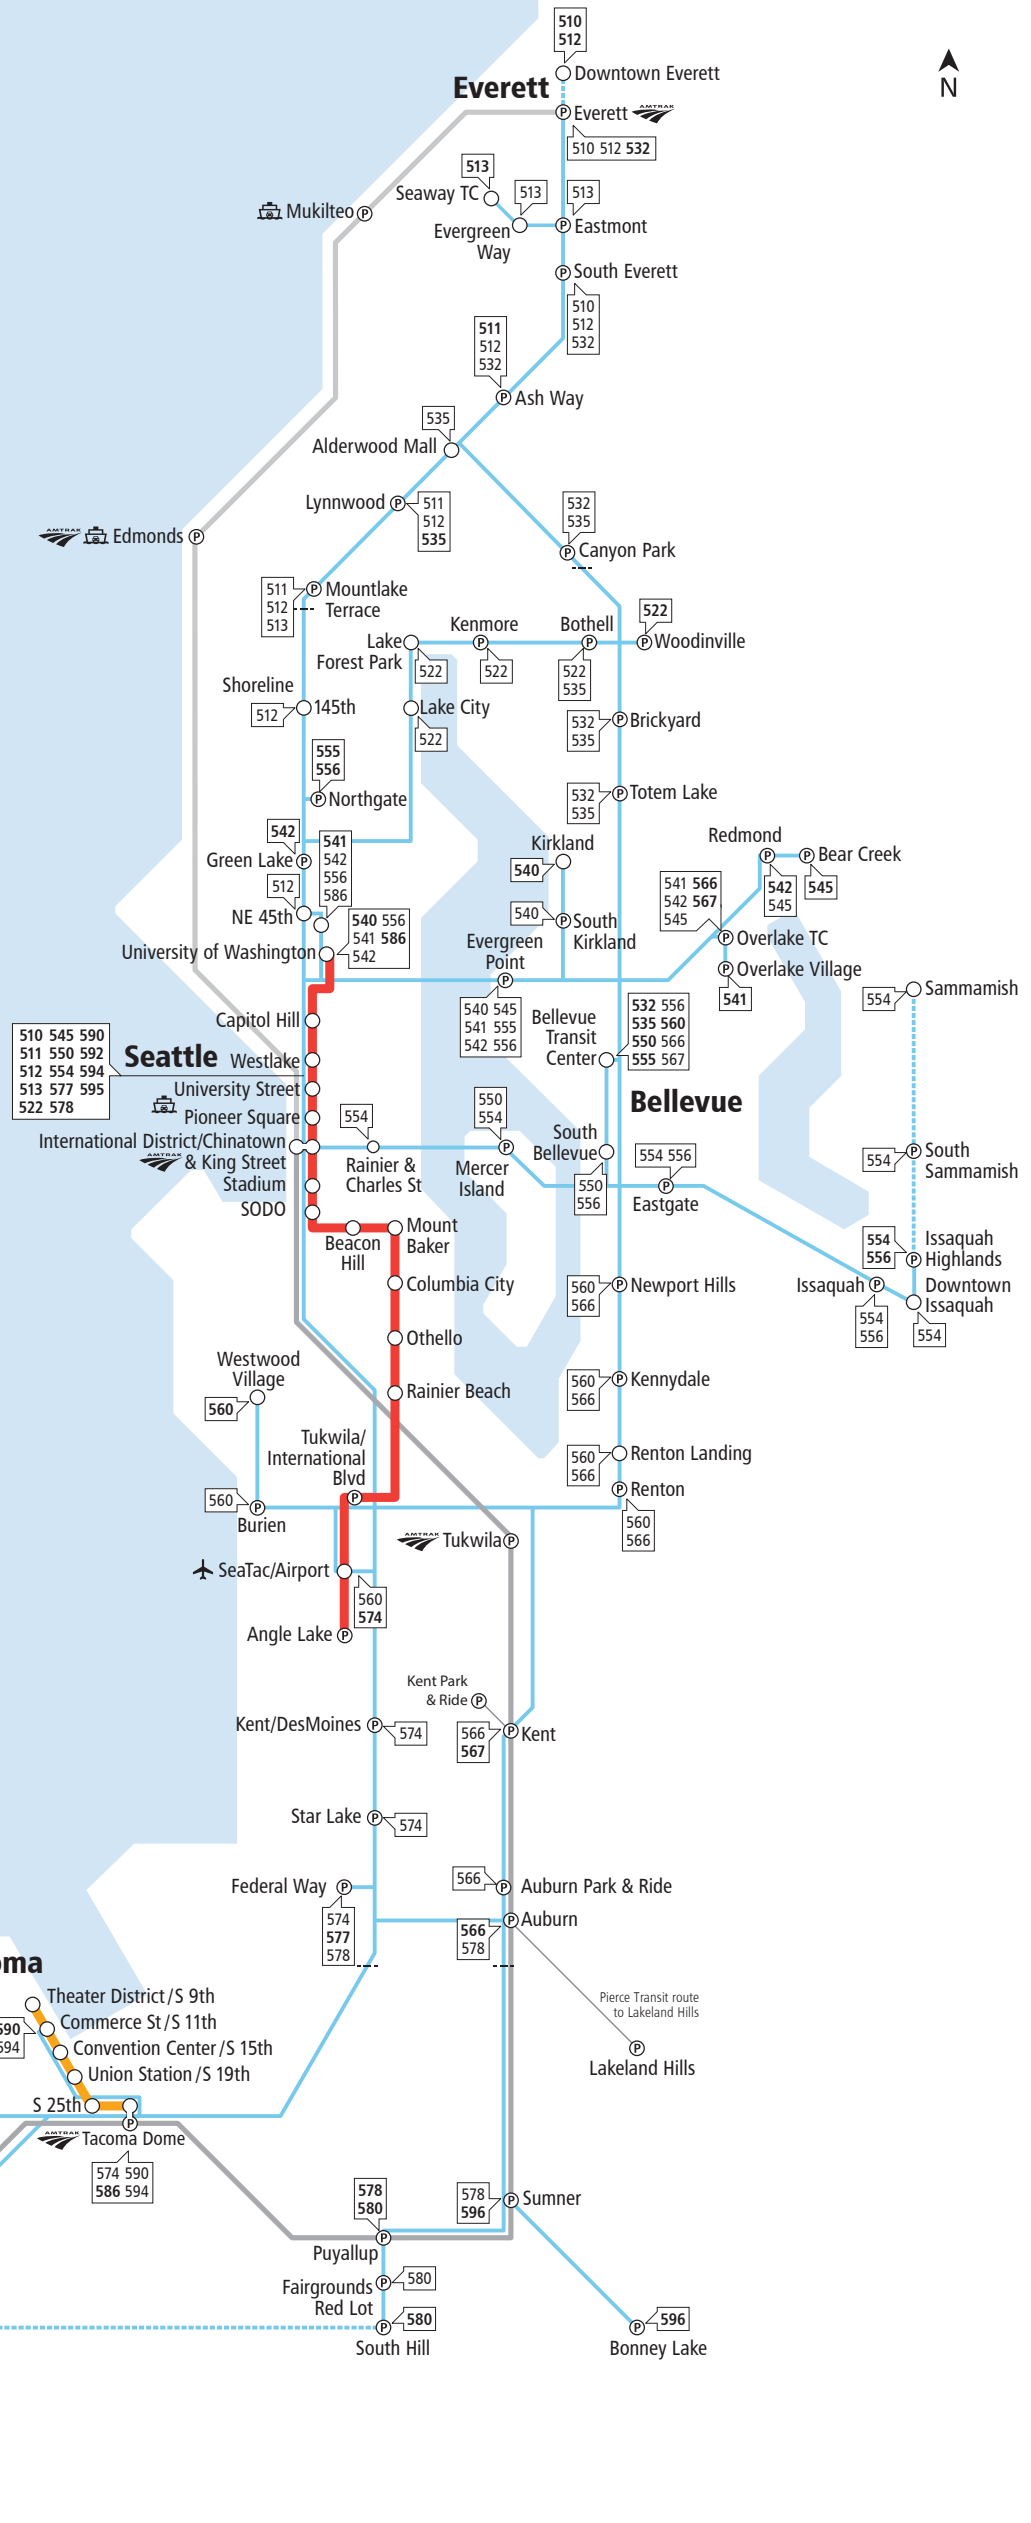 510
512
Downtown Everett
N
Everett
Everett
AMTRAK
510 512 532
513
Seaway TC
513
513
Mukilteo
Evergreen
Way
Eastmont
South Everett
510
512
532
511
512
532
Ash Way
535
Alderwood Mall
Lynnwood
511
512
535
532
535
Canyon Park
AMTRAK
Edmonds
511
512
513
Mountlake
Terrace
522
Lake
Forest Park
Kenmore
Bothell
Woodinville
522
522
522
535
Shoreline
145th
512
Lake City
522
532
535
Brickyard
555
556
Northgate
532
535
Totem Lake
542
Green Lake
541
542
556
586
Kirkland
540
Redmond
Bear Creek
542
545
545
512
NE 45th
540 556
541 586
542
540
South
Kirkland
541 566
542 567
545
University of Washington
Evergreen
Point
Overlake TC
Overlake Village
541
540 545
541 555
542 556
Sammamish
554
Capitol Hill
510 545 590
511 550 592
512 554 594
513 577 595
522 578
Seattle
Westlake
University Street
Pioneer Square
Bellevue
Transit
Center
532 556
535 560
550 566
555 567
Bellevue
International District/Chinatown
AMTRAK
& King Street
Stadium
SODO
554
Rainier &
Charles St
550
554
Mercer
Island
South
Bellevue
550
556
554 556
Eastgate
South
Sammamish
554
Beacon
Hill
Mount
Baker
554
556
Issaquah
Highlands
Columbia City
560
566
Newport Hills
Issaquah
554
556
Downtown
Issaquah
554
Othello
Westwood
Village
560
Rainier Beach
560
566
Kennydale
Tukwila/
International
Blvd
560
566
Renton Landing
Renton
560
566
560
Burien
AMTRAK
Tukwila
SeaTac/Airport
560
574
Angle Lake
Kent Park
& Ride
Kent/DesMoines
574
566
567
Kent
Star Lake
574
Federal Way
574
577
578
566
Auburn Park & Ride
566
578
Auburn
oma
Theater District/S 9th
590
594
Commerce St/S 11th
Convention Center/S 15th
Union Station/S 19th
S 25th
AMTRAK
Tacoma Dome
574 590
586 594
Pierce Transit route
to Lakeland Hills
Lakeland Hills
578
580
Puyallup
578
596
Sumner
Fairgrounds
Red Lot
580
580
South Hill
596
Bonney Lake
P